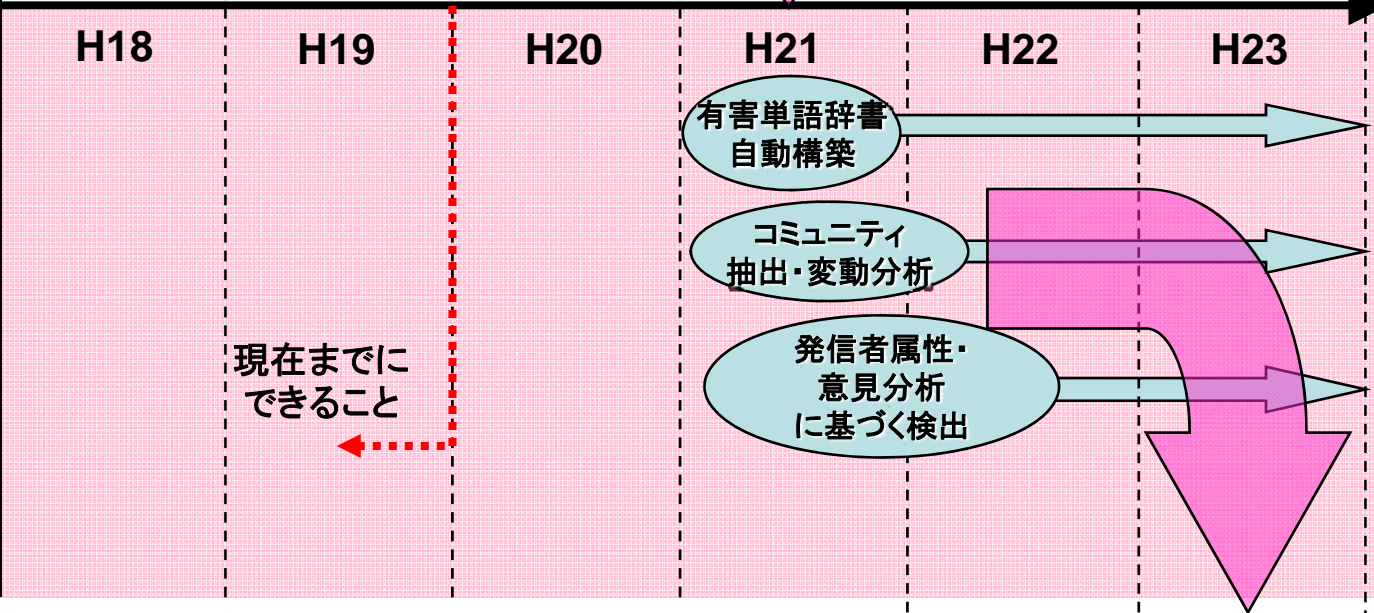 H18
H19
H20
H21
H22
H23
有害単語辞書
自動構築
コミュニティ
抽出・変動分析
発信者属性・
意見分析
に基づく検出
現在までに
できること